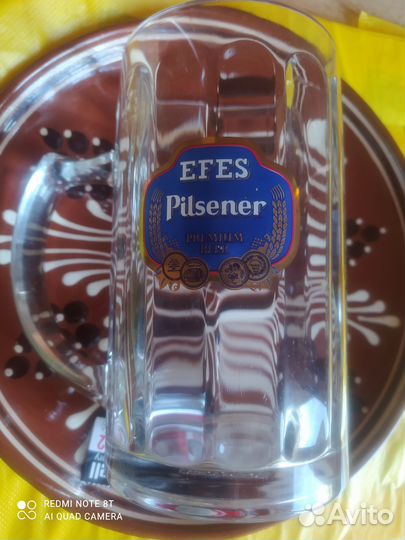 EFES
Pilsener
PREMIUM
BEER
REDMI NOTE 8T
AI QUAD CAMERA
Avito